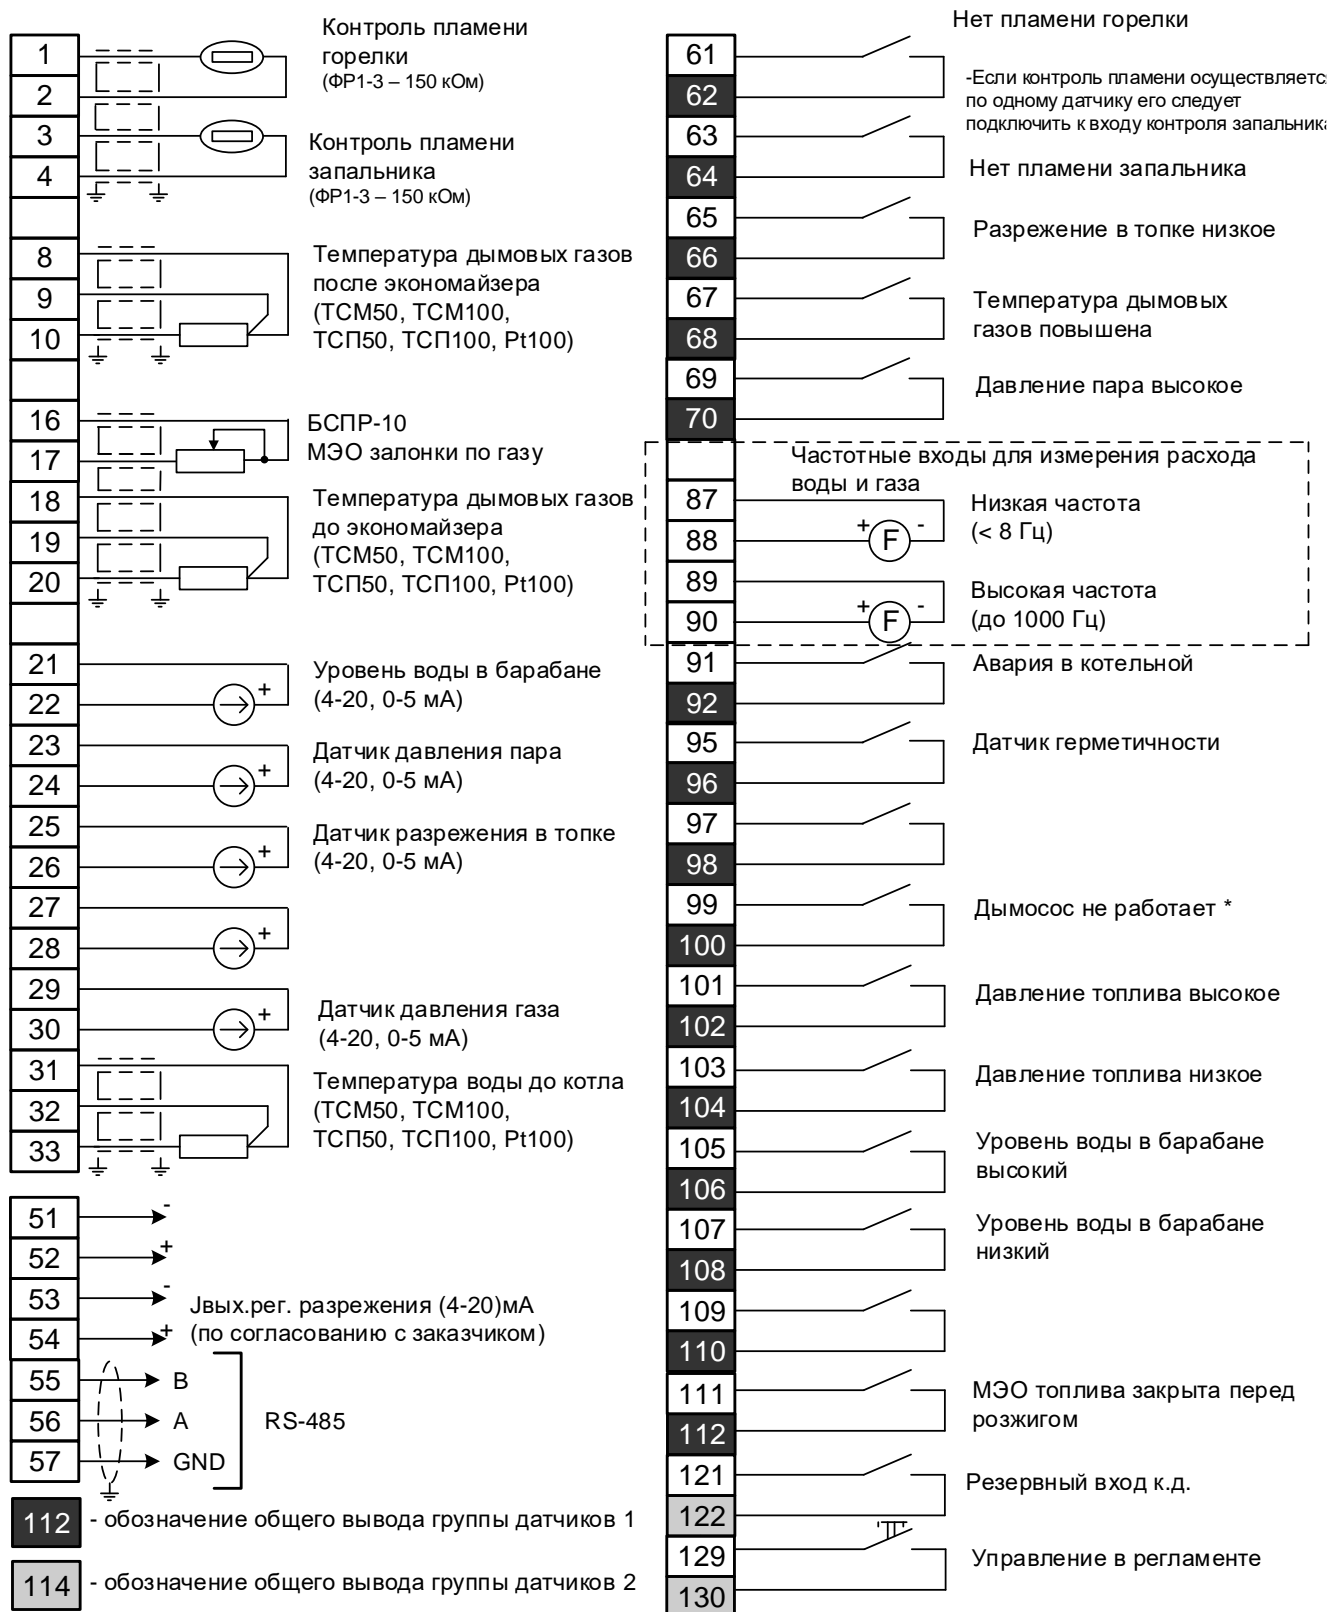 1
Контроль пламени
горелки
(ФР1-3 – 150 кОм)
2
3
Контроль пламени
запальника
(ФР1-3 – 150 кОм)
4
8
Температура дымовых газов
после экономайзера
(ТСМ50, ТСМ100,
ТСП50, ТСП100, Pt100)
9
10
16
БСПР-10
МЭО залонки по газу
17
18
Температура дымовых газов
до экономайзера
(ТСМ50, ТСМ100,
ТСП50, ТСП100, Pt100)
19
20
21
Уровень воды в барабане
(4-20, 0-5 мА)
22
+
23
Датчик давления пара
(4-20, 0-5 мА)
24
+
25
Датчик разрежения в топке
(4-20, 0-5 мА)
26
+
27
28
+
29
Датчик давления газа
(4-20, 0-5 мА)
30
+
31
Температура воды до котла
(ТСМ50, ТСМ100,
ТСП50, ТСП100, Pt100)
32
33
51
-
52
+
53
-
Jвых.рег. разрежения (4-20)мА
(по согласованию с заказчиком)
54
+
55
B
56
A
RS-485
57
GND
112 - обозначение общего вывода группы датчиков 1
114 - обозначение общего вывода группы датчиков 2
Нет пламени горелки
61
62
-Если контроль пламени осуществляетс
по одному датчику его следует
подключить к входу контроля запальник
63
64
Нет пламени запальника
65
66
Разрежение в топке низкое
67
68
Температура дымовых
газов повышена
69
70
Давление пара высокое
Частотные входы для измерения расхода
воды и газа
87
88
+ F -
Низкая частота
(< 8 Гц)
89
90
+ F -
Высокая частота
(до 1000 Гц)
91
92
Авария в котельной
95
96
Датчик герметичности
97
98
99
100
Дымосос не работает *
101
102
Давление топлива высокое
103
104
Давление топлива низкое
105
106
Уровень воды в барабане
высокий
107
108
Уровень воды в барабане
низкий
109
110
111
112
МЭО топлива закрыта перед
розжигом
121
122
Резервный вход к.д.
129
130
Управление в регламенте